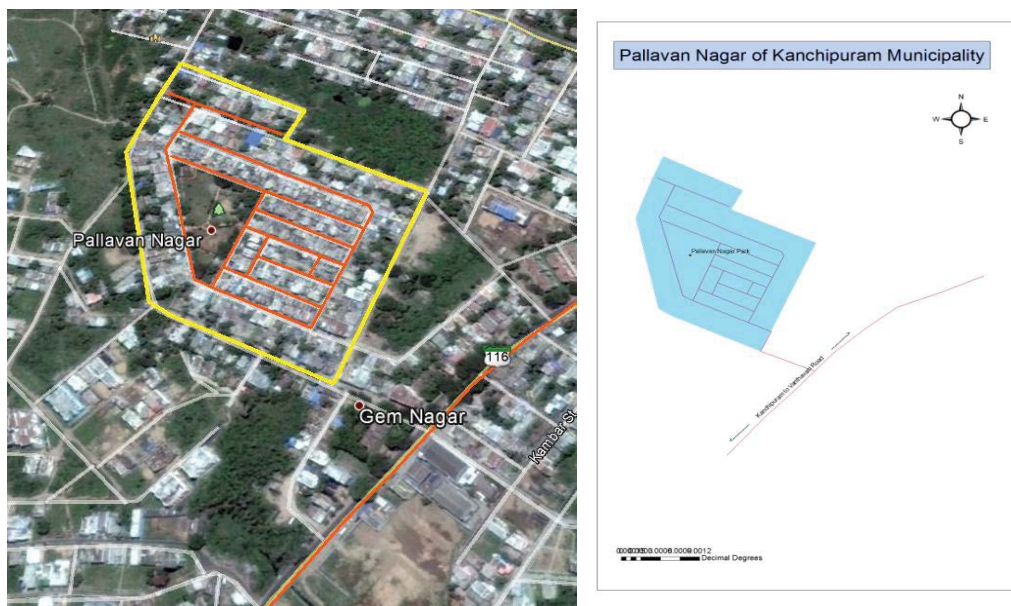 Pallavan Nagar
116
Gem Nagar
Kambar St
Pallavan Nagar of Kanchipuram Municipality
N
W
E
S
Pallavan Nagar Park
Kanchipuram to Vandhavasi Road
Decimal Degrees